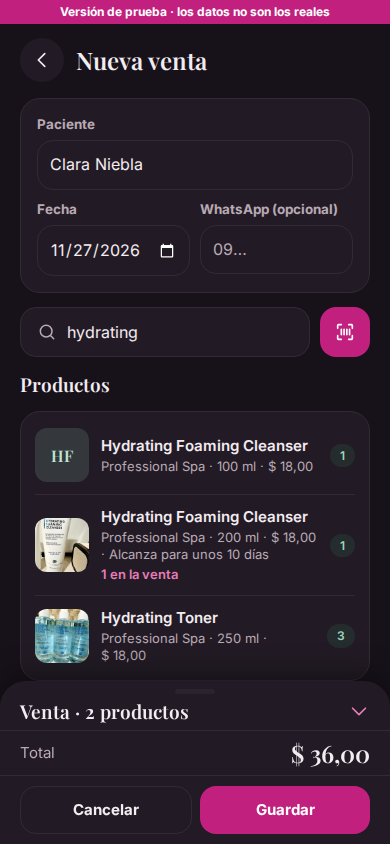 Versión de prueba · los datos no son los reales
Nueva venta
Paciente
Clara Niebla
Fecha
WhatsApp (opcional)
11/27/2026
09...
hydrating
Productos
HF
Hydrating Foaming Cleanser
Professional Spa · 100 ml · $ 18,00
1
Hydrating Foaming Cleanser
Professional Spa · 200 ml · $ 18,00
· Alcanza para unos 10 días
1 en la venta
1
Hydrating Toner
Professional Spa · 250 ml ·
$ 18,00
3
Venta · 2 productos
Total
$ 36,00
Cancelar
Guardar